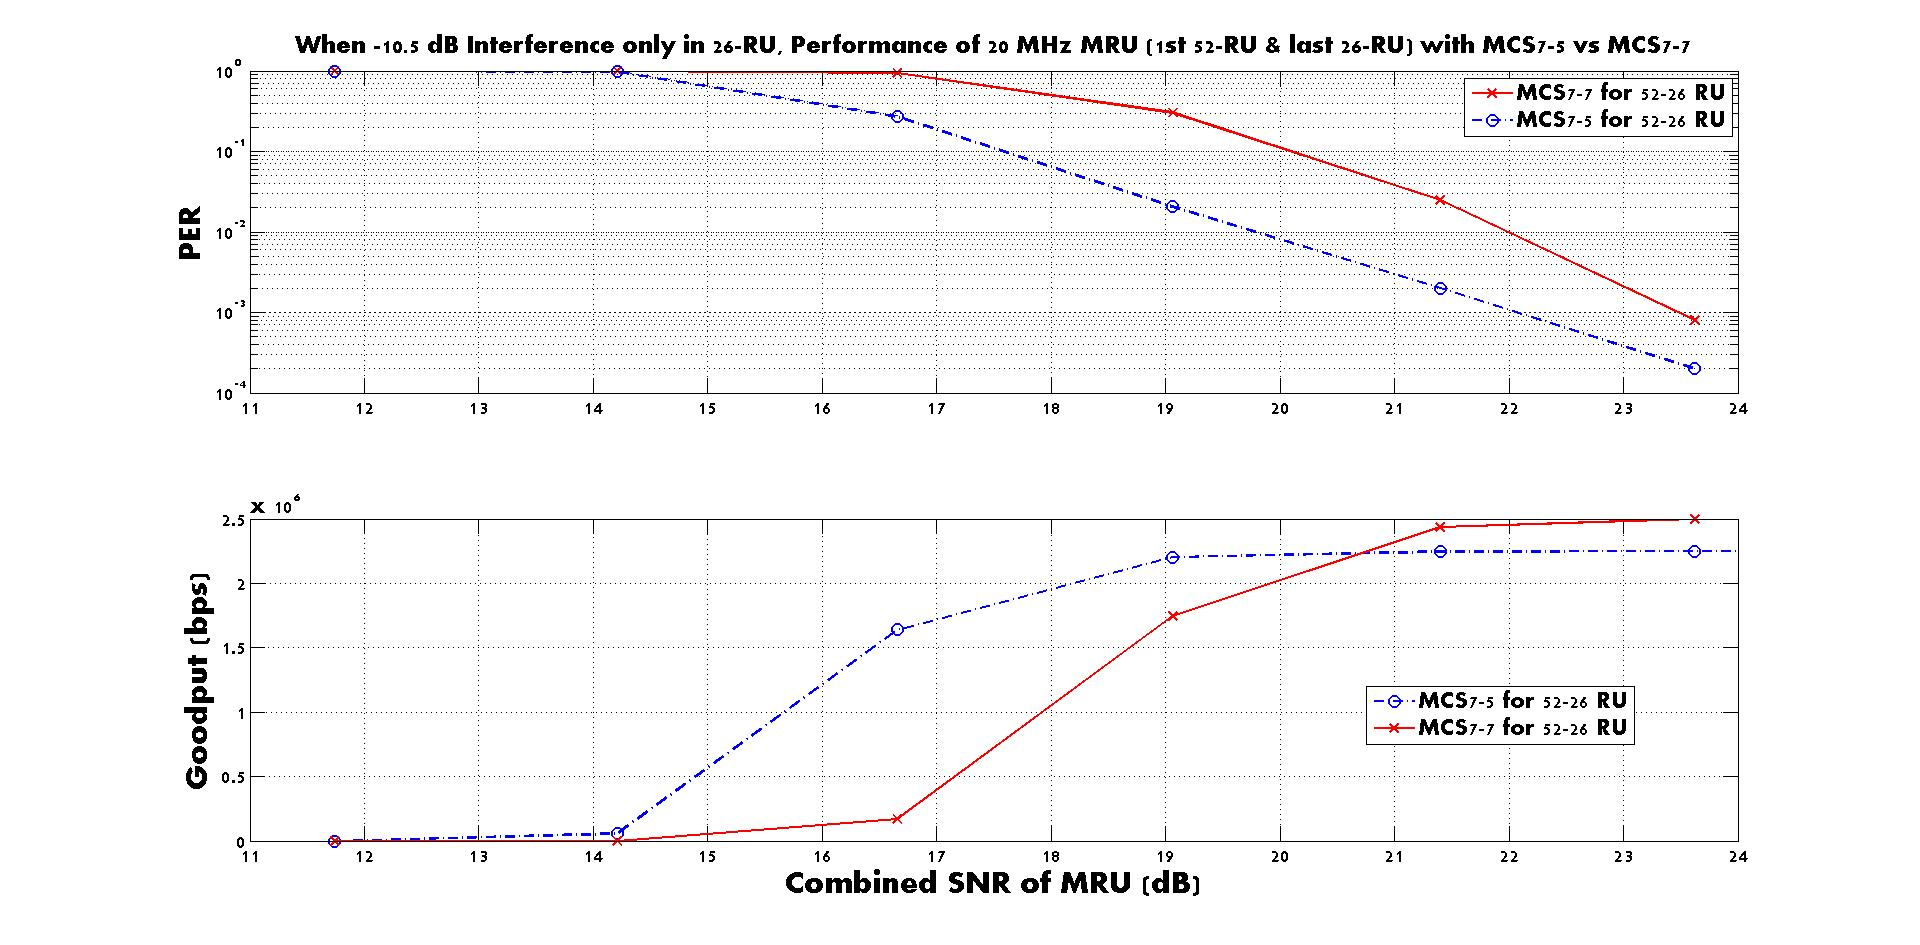 When -10.5 dB Interference only in 26-RU, Performance of 20 MHz MRU (1st 52-RU & last 26-RU) with MCS7-5 vs MCS7-7
10^0
10^-1
10^-2
10^-3
10^-4
PER
MCS7-7 for 52-26 RU
MCS7-5 for 52-26 RU
11 12 13 14 15 16 17 18 19 20 21 22 23 24
x 10^6
2.5
2
1.5
1
0.5
0
Goodput (bps)
MCS7-5 for 52-26 RU
MCS7-7 for 52-26 RU
11 12 13 14 15 16 17 18 19 20 21 22 23 24
Combined SNR of MRU (dB)